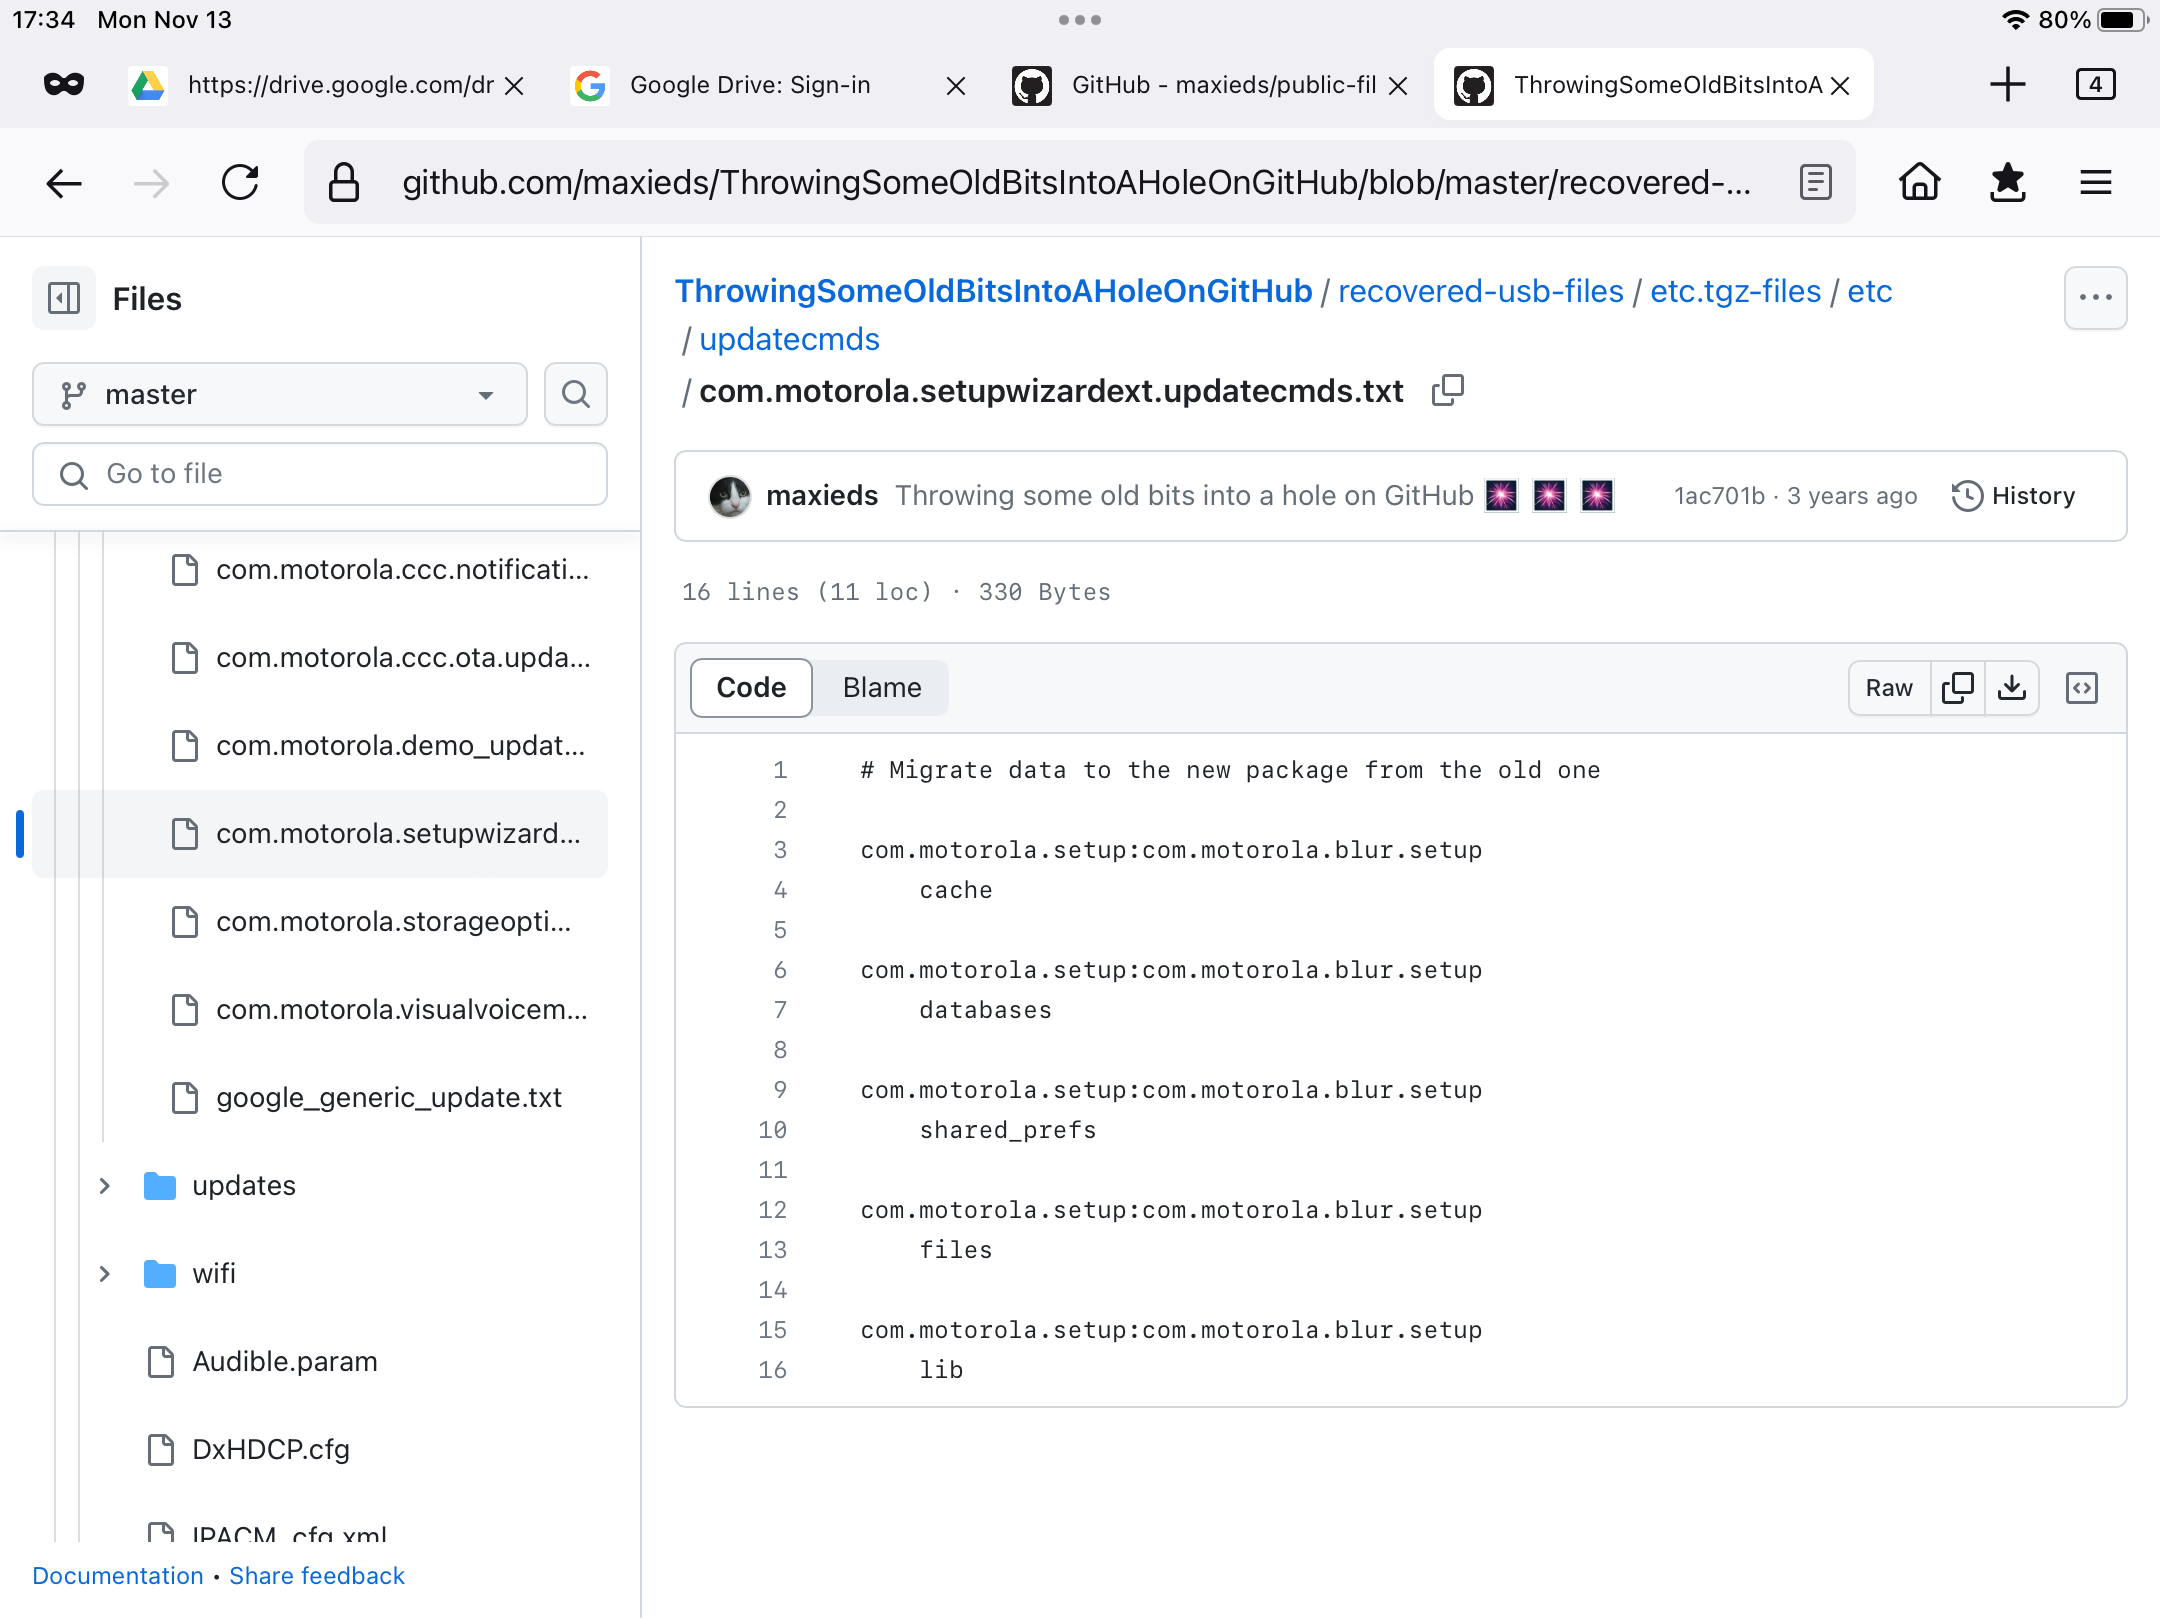 17:34 Mon Nov 13
80%
https://drive.google.com/dr
Google Drive: Sign-in
GitHub - maxieds/public-fil
ThrowingSomeOldBitsIntoA
4
github.com/maxieds/ThrowingSomeOldBitsIntoAHoleOnGitHub/blob/master/recovered-...
Files
master
Go to file
com.motorola.ccc.notificati...
com.motorola.ccc.ota.upda...
com.motorola.demo_updat...
com.motorola.setupwizard...
com.motorola.storageopti...
com.motorola.visualvoicem...
google_generic_update.txt
updates
wifi
Audible.param
DxHDCP.cfg
IPACM_cfg.xml
Documentation • Share feedback
ThrowingSomeOldBitsIntoAHoleOnGitHub / recovered-usb-files / etc.tgz-files / etc
/ updatecmds
/ com.motorola.setupwizardext.updatecmds.txt
maxieds Throwing some old bits into a hole on GitHub 1ac701b · 3 years ago History
16 lines (11 loc) · 330 Bytes
Code Blame Raw
1 # Migrate data to the new package from the old one
2
3 com.motorola.setup:com.motorola.blur.setup
4 cache
5
6 com.motorola.setup:com.motorola.blur.setup
7 databases
8
9 com.motorola.setup:com.motorola.blur.setup
10 shared_prefs
11
12 com.motorola.setup:com.motorola.blur.setup
13 files
14
15 com.motorola.setup:com.motorola.blur.setup
16 lib